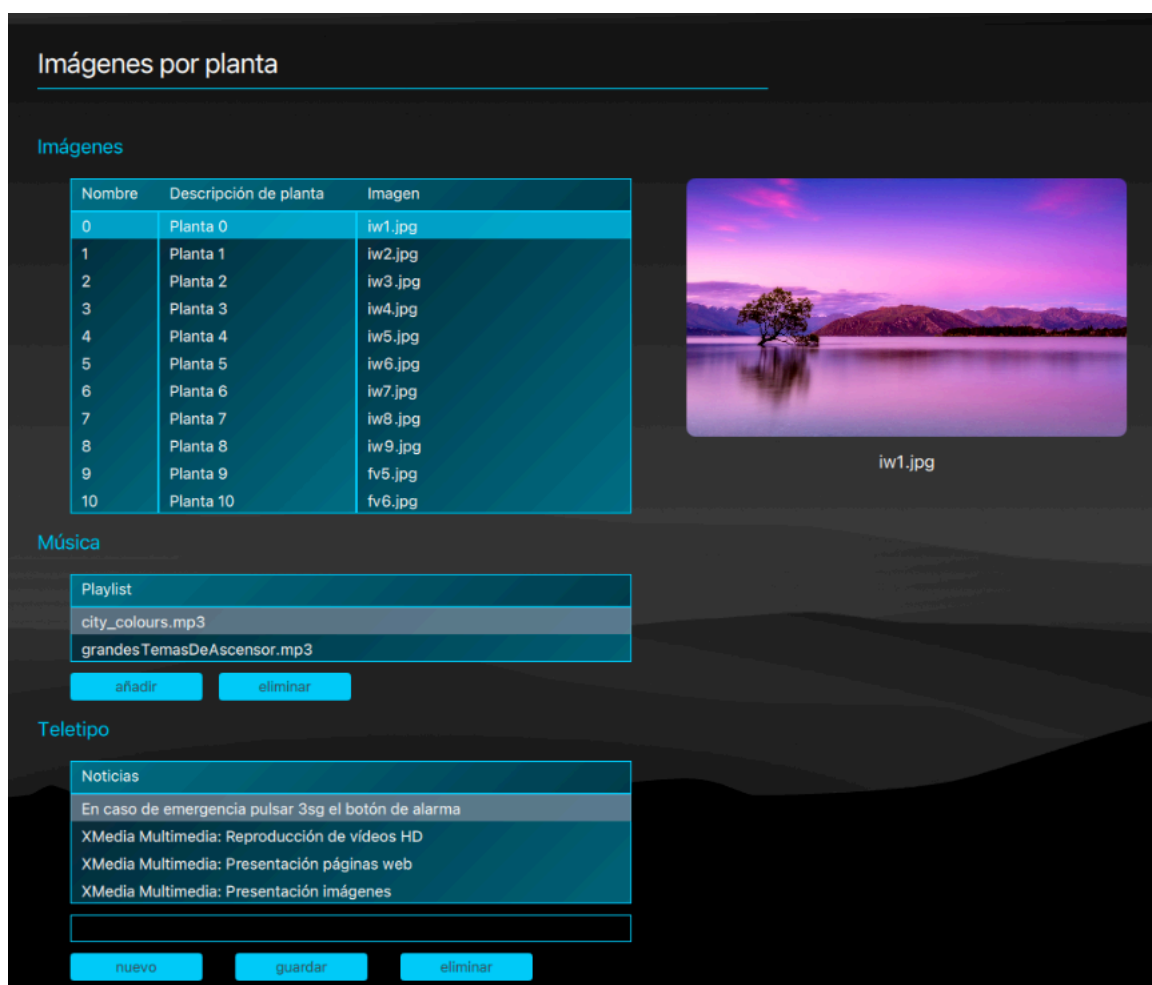 Imágenes por planta
Imágenes
Nombre Descripción de planta Imagen
0 Planta 0 iw1.jpg
1 Planta 1 iw2.jpg
2 Planta 2 iw3.jpg
3 Planta 3 iw4.jpg
4 Planta 4 iw5.jpg
5 Planta 5 iw6.jpg
6 Planta 6 iw7.jpg
7 Planta 7 iw8.jpg
8 Planta 8 iw9.jpg
9 Planta 9 fv5.jpg
10 Planta 10 fv6.jpg
iw1.jpg
Música
Playlist
city_colours.mp3
grandesTemasDeAscensor.mp3
añadir eliminar
Teletipo
Noticias
En caso de emergencia pulsar 3sg el botón de alarma
XMedia Multimedia: Reproducción de vídeos HD
XMedia Multimedia: Presentación páginas web
XMedia Multimedia: Presentación imágenes
nuevo guardar eliminar